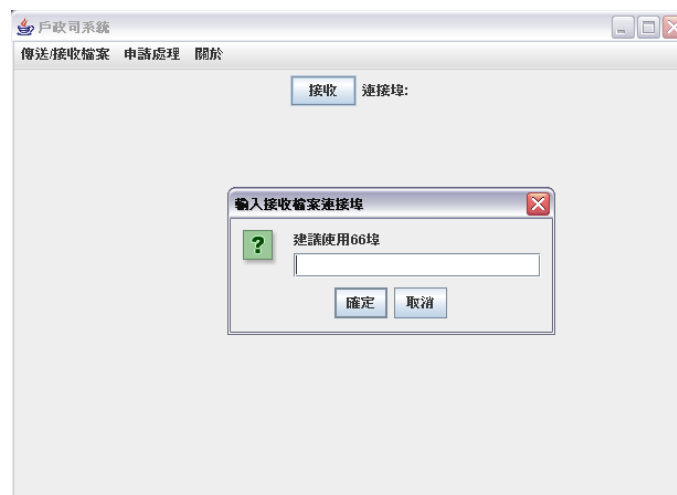 戶政司系統
傳送/接收檔案 申請處理 關於
接收 連接埠:
輸入接收檔案連接埠
建議使用66埠
確定 取消